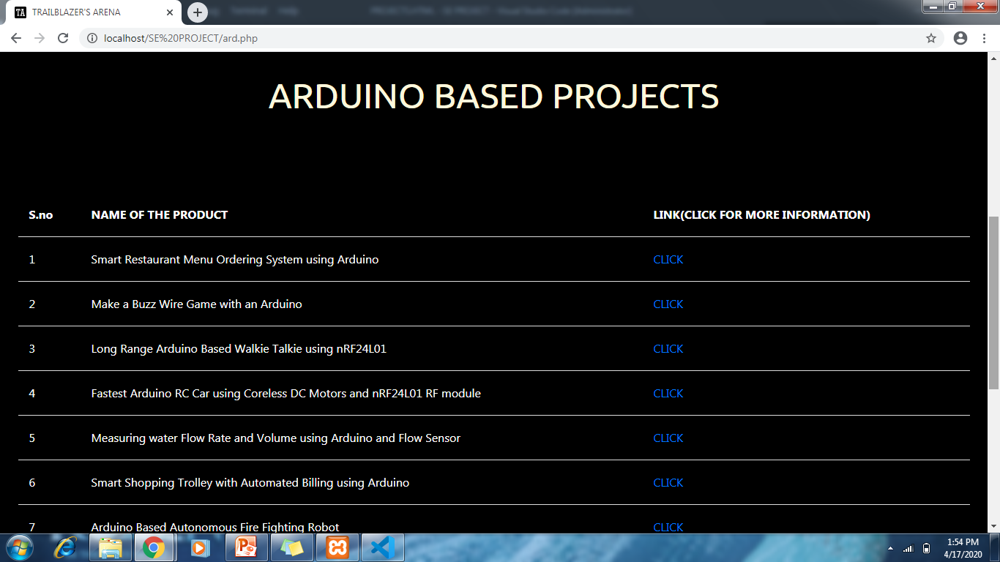 TRAILBLAZER'S ARENA
Terminal Help
localhost/SE%20PROJECT/ard.php
ARDUINO BASED PROJECTS
S.no NAME OF THE PRODUCT LINK(CLICK FOR MORE INFORMATION)
1 Smart Restaurant Menu Ordering System using Arduino CLICK
2 Make a Buzz Wire Game with an Arduino CLICK
3 Long Range Arduino Based Walkie Talkie using nRF24L01 CLICK
4 Fastest Arduino RC Car using Coreless DC Motors and nRF24L01 RF module CLICK
5 Measuring water Flow Rate and Volume using Arduino and Flow Sensor CLICK
6 Smart Shopping Trolley with Automated Billing using Arduino CLICK
7 Arduino Based Autonomous Fire Fighting Robot CLICK
1:54 PM
4/17/2020